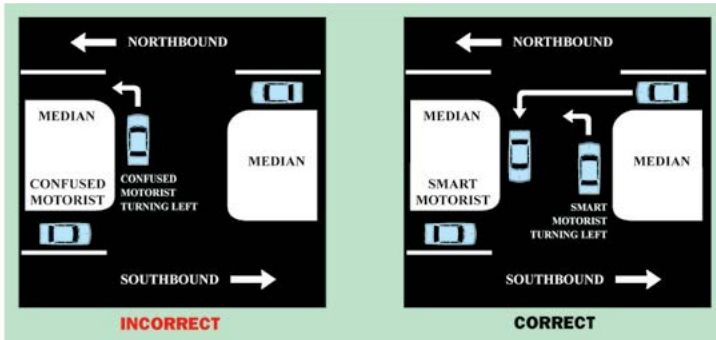 NORTHBOUND
MEDIAN
CONFUSED
MOTORIST
CONFUSED
MOTORIST
TURNING LEFT
MEDIAN
SOUTHBOUND
INCORRECT
NORTHBOUND
MEDIAN
SMART
MOTORIST
SMART
MOTORIST
TURNING LEFT
MEDIAN
SOUTHBOUND
CORRECT